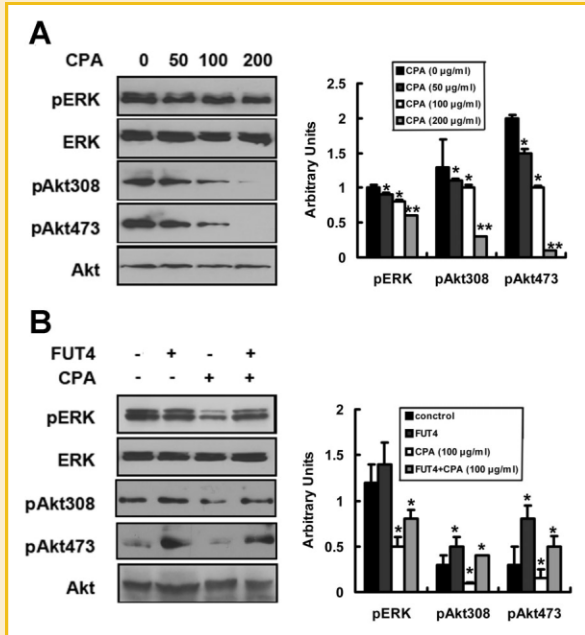 A
CPA 0 50 100 200
pERK
ERK
pAkt308
pAkt473
Akt
Arbitrary Units
2.5
2
1.5
1
0.5
0
CPA (0 µg/ml)
CPA (50 µg/ml)
CPA (100 µg/ml)
CPA (200 µg/ml)
* * **
* * **
* * **
pERK pAkt308 pAkt473
B
FUT4 - + - +
CPA - - + +
pERK
ERK
pAkt308
pAkt473
Akt
Arbitrary Units
2
1.5
1
0.5
0
conctrol
FUT4
CPA (100 µg/ml)
FUT4+CPA (100 µg/ml)
* *
* * *
* * *
pERK pAkt308 pAkt473